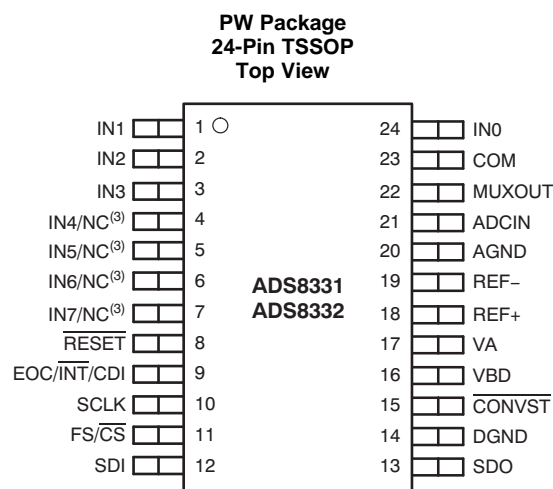 PW Package
24-Pin TSSOP
Top View
IN1 1 24 IN0
IN2 2 23 COM
IN3 3 22 MUXOUT
IN4/NC(3) 4 21 ADCIN
IN5/NC(3) 5 20 AGND
IN6/NC(3) 6 19 REF−
ADS8331
IN7/NC(3) 7 18 REF+
ADS8332
RESET 8 17 VA
EOC/INT/CDI 9 16 VBD
SCLK 10 15 CONVST
FS/CS 11 14 DGND
SDI 12 13 SDO